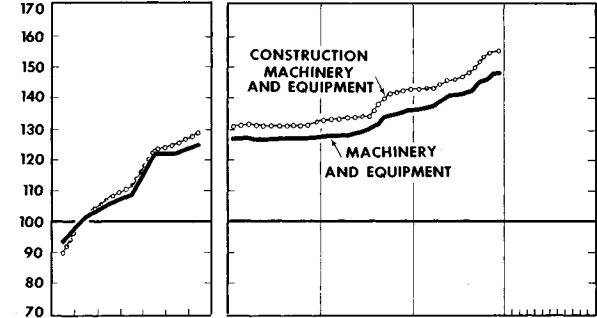 170
160
150
140
130
120
110
100
90
80
70
CONSTRUCTION
MACHINERY
AND EQUIPMENT
MACHINERY
AND EQUIPMENT